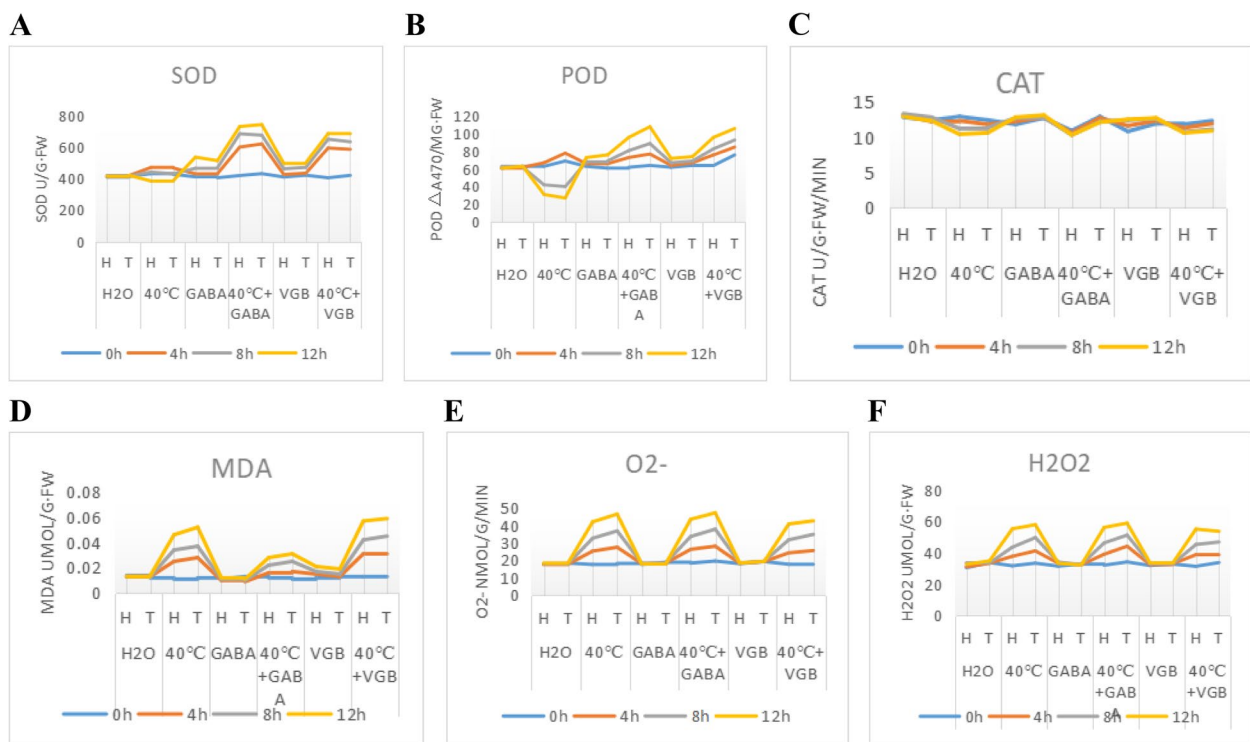 A
SOD
SOD U/G·FW
800
600
400
200
0
H T H T H T H T H T H T
H2O 40℃ GABA 40℃+ VGB 40℃+
GABA VGB
0h 4h 8h 12h
B
POD
POD △A470/MG·FW
120
100
80
60
40
20
0
H T H T H T H T H T H T
H2O 40℃ GABA 40℃ VGB 40℃
+GAB +VGB
A
0h 4h 8h 12h
C
CAT
CAT U/G·FW/MIN
15
10
5
0
H T H T H T H T H T H T
H2O 40℃ GABA 40℃+ VGB 40℃+
GABA VGB
0h 4h 8h 12h
D
MDA
MDA UMOL/G·FW
0.08
0.06
0.04
0.02
0
H T H T H T H T H T H T
H2O 40℃ GABA 40℃ VGB 40℃
+GAB +VGB
A
0h 4h 8h 12h
E
O2-
O2- NMOL/G/MIN
50
40
30
20
10
0
H T H T H T H T H T H T
H2O 40℃ GABA 40℃+ VGB 40℃+
GABA VGB
0h 4h 8h 12h
F
H2O2
H2O2 UMOL/G·FW
80
60
40
20
0
H T H T H T H T H T H T
H2O 40℃ GABA 40℃ VGB 40℃
+GAB +VGB
A
0h 4h 8h 12h